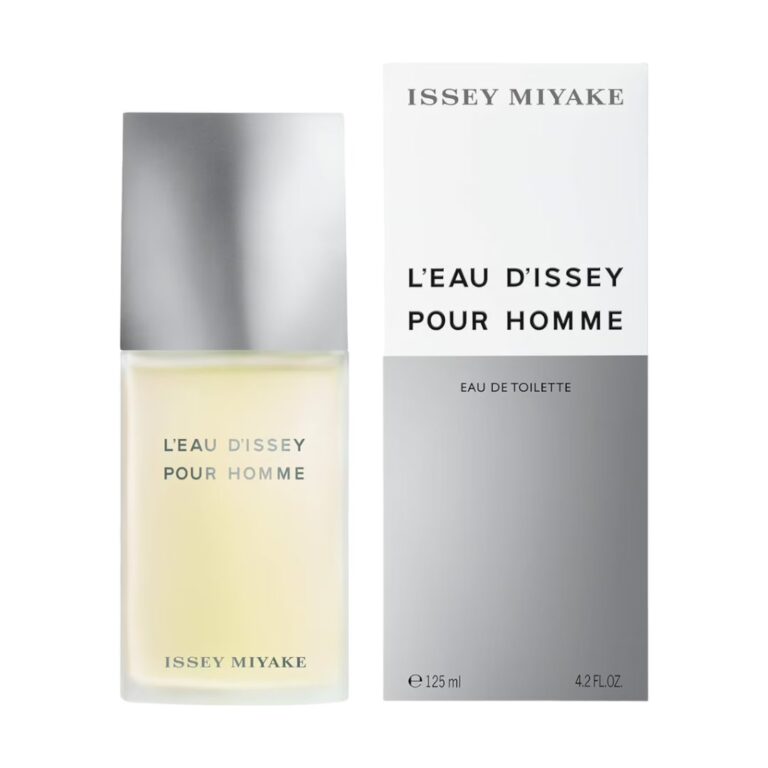 L'EAU D'ISSEY
POUR HOMME
ISSEY MIYAKE
ISSEY MIYAKE
L'EAU D'ISSEY
POUR HOMME
EAU DE TOILETTE
℮ 125 ml 4.2 FL.OZ.